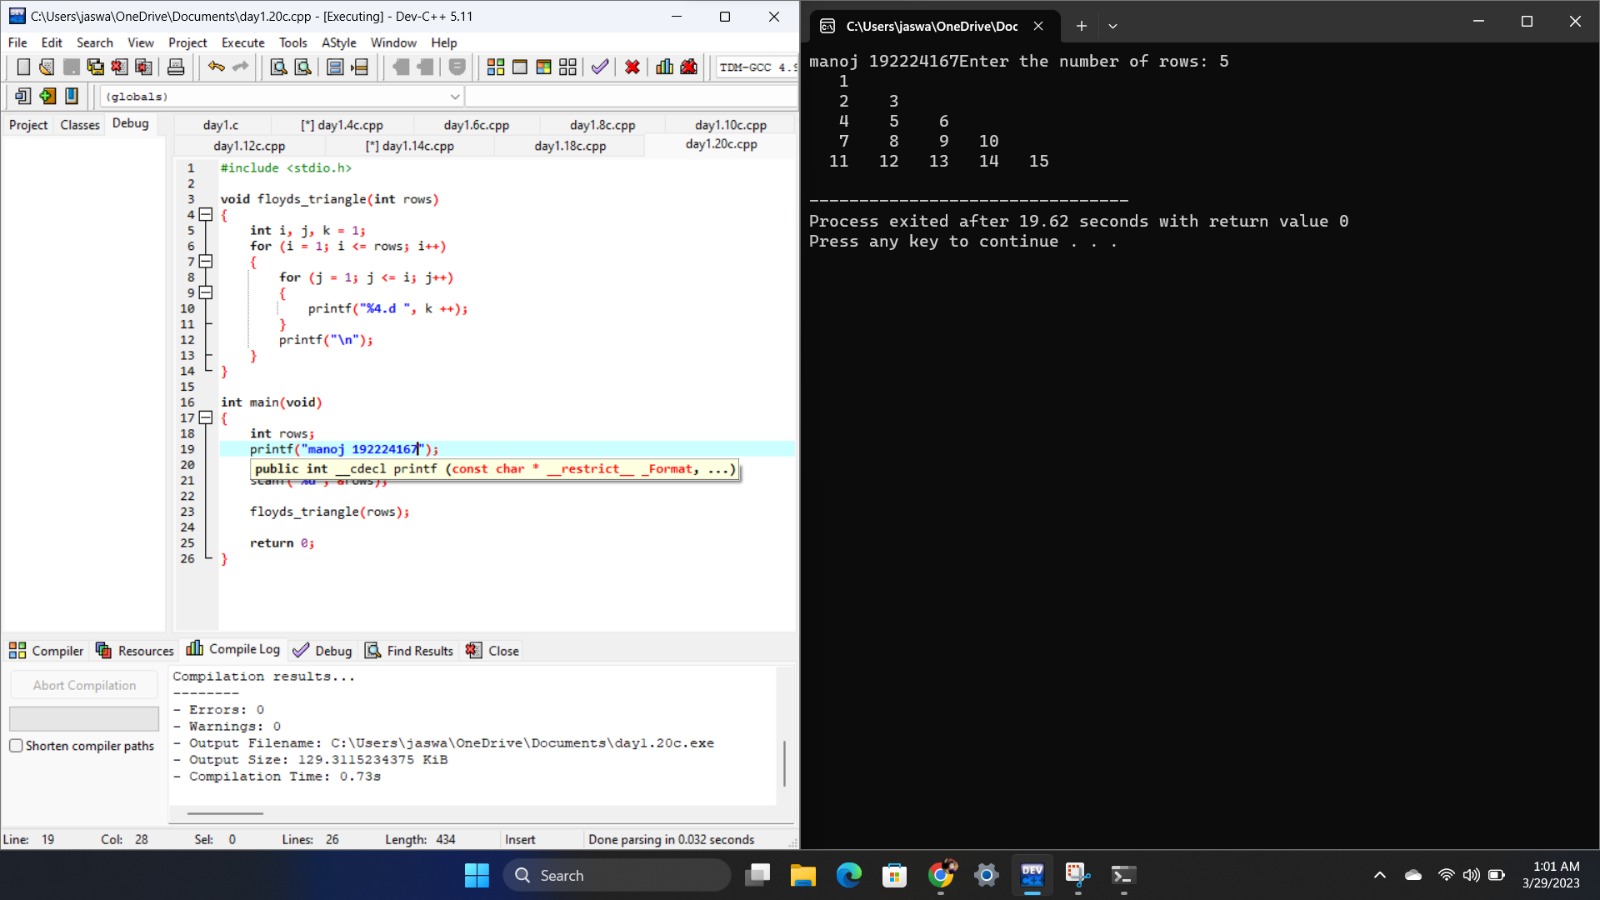 C:\Users\jaswa\OneDrive\Documents\day1.20c.cpp - [Executing] - Dev-C++ 5.11
File Edit Search View Project Execute Tools AStyle Window Help
TDM-GCC 4.9
(globals)
Project Classes Debug
day1.c [*] day1.4c.cpp day1.6c.cpp day1.8c.cpp day1.10c.cpp
day1.12c.cpp [*] day1.14c.cpp day1.18c.cpp day1.20c.cpp
1 #include <stdio.h>
2
3 void floyds_triangle(int rows)
4 {
5 int i, j, k = 1;
6 for (i = 1; i <= rows; i++)
7 {
8 for (j = 1; j <= i; j++)
9 {
10 printf("%4.d ", k ++);
11 }
12 printf("\n");
13 }
14 }
15
16 int main(void)
17 {
18 int rows;
19 printf("manoj 192224167");
20 public int __cdecl printf (const char * __restrict__ _Format, ...)
21 scanf("%d", &rows);
22
23 floyds_triangle(rows);
24
25 return 0;
26 }
Compiler Resources Compile Log Debug Find Results Close
Abort Compilation
Shorten compiler paths
Compilation results...
--------
- Errors: 0
- Warnings: 0
- Output Filename: C:\Users\jaswa\OneDrive\Documents\day1.20c.exe
- Output Size: 129.3115234375 KiB
- Compilation Time: 0.73s
Line: 19 Col: 28 Sel: 0 Lines: 26 Length: 434 Insert Done parsing in 0.032 seconds
C:\Users\jaswa\OneDrive\Doc
manoj 192224167Enter the number of rows: 5
1
2 3
4 5 6
7 8 9 10
11 12 13 14 15
--------------------------------
Process exited after 19.62 seconds with return value 0
Press any key to continue . . .
Search
DEV
C++
1:01 AM
3/29/2023